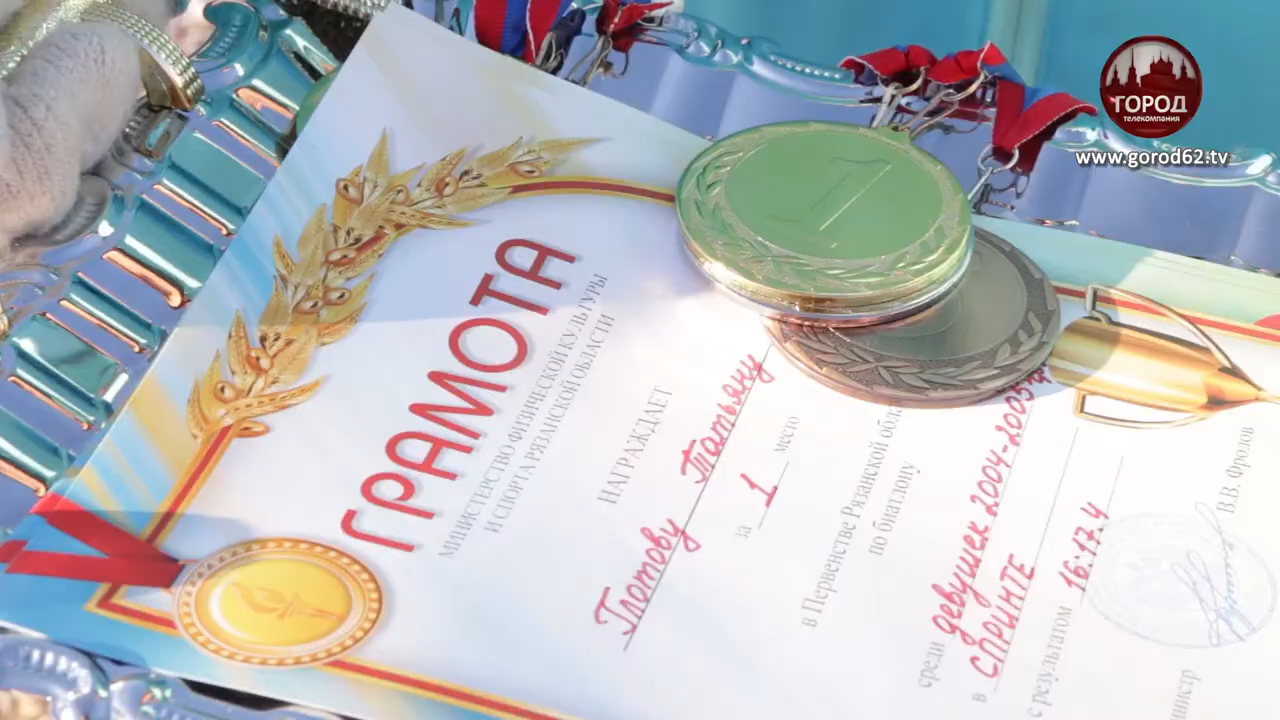 ГОРОД
телекомпания
www.gorod62.tv
1
ГРАМОТА
МИНИСТЕРСТВО ФИЗИЧЕСКОЙ КУЛЬТУРЫ
И СПОРТА РЯЗАНСКОЙ ОБЛАСТИ
НАГРАЖДАЕТ
Глотову Татьяну
за 1 место
в Первенстве Рязанской
по биатлону
среди девушек 2004-2005
в СПРИНТЕ
с результатом 16:17.4
В.В. Фролов